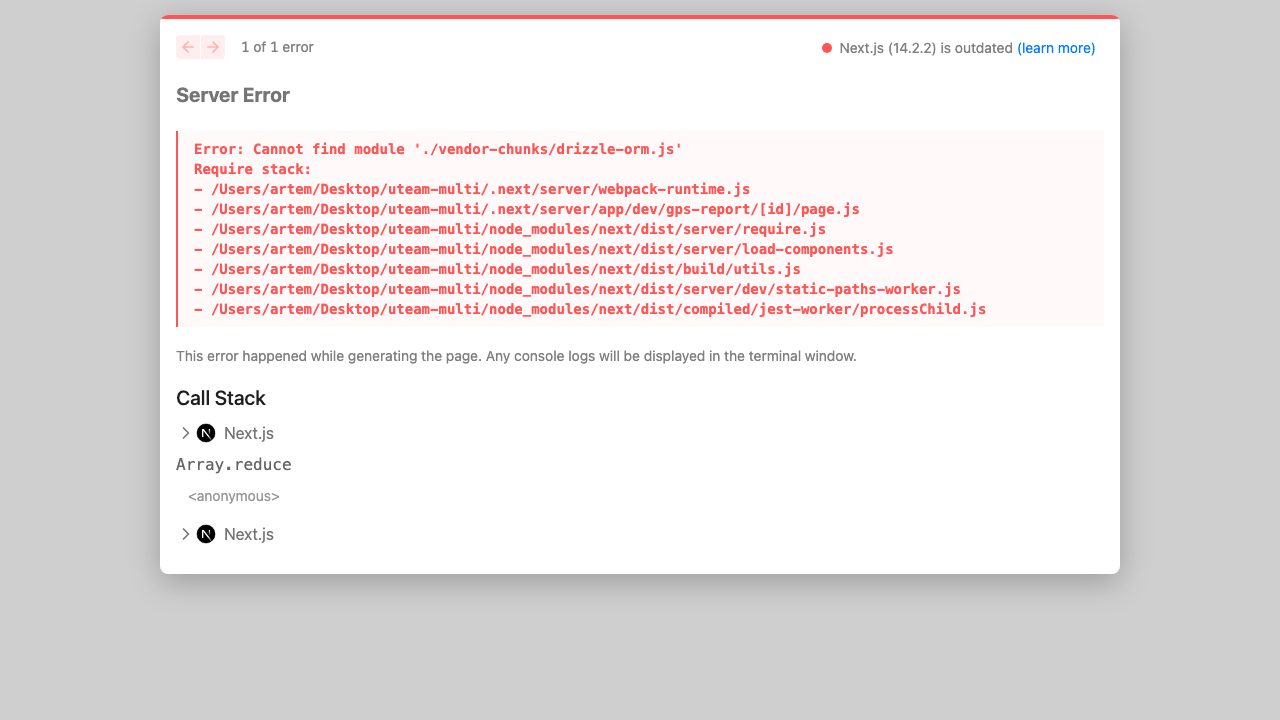 1 of 1 error
Next.js (14.2.2) is outdated (learn more)
Server Error
Error: Cannot find module './vendor-chunks/drizzle-orm.js'
Require stack:
- /Users/artem/Desktop/uteam-multi/.next/server/webpack-runtime.js
- /Users/artem/Desktop/uteam-multi/.next/server/app/dev/gps-report/[id]/page.js
- /Users/artem/Desktop/uteam-multi/node_modules/next/dist/server/require.js
- /Users/artem/Desktop/uteam-multi/node_modules/next/dist/server/load-components.js
- /Users/artem/Desktop/uteam-multi/node_modules/next/dist/build/utils.js
- /Users/artem/Desktop/uteam-multi/node_modules/next/dist/server/dev/static-paths-worker.js
- /Users/artem/Desktop/uteam-multi/node_modules/next/dist/compiled/jest-worker/processChild.js
This error happened while generating the page. Any console logs will be displayed in the terminal window.
Call Stack
N Next.js
Array.reduce
<anonymous>
N Next.js